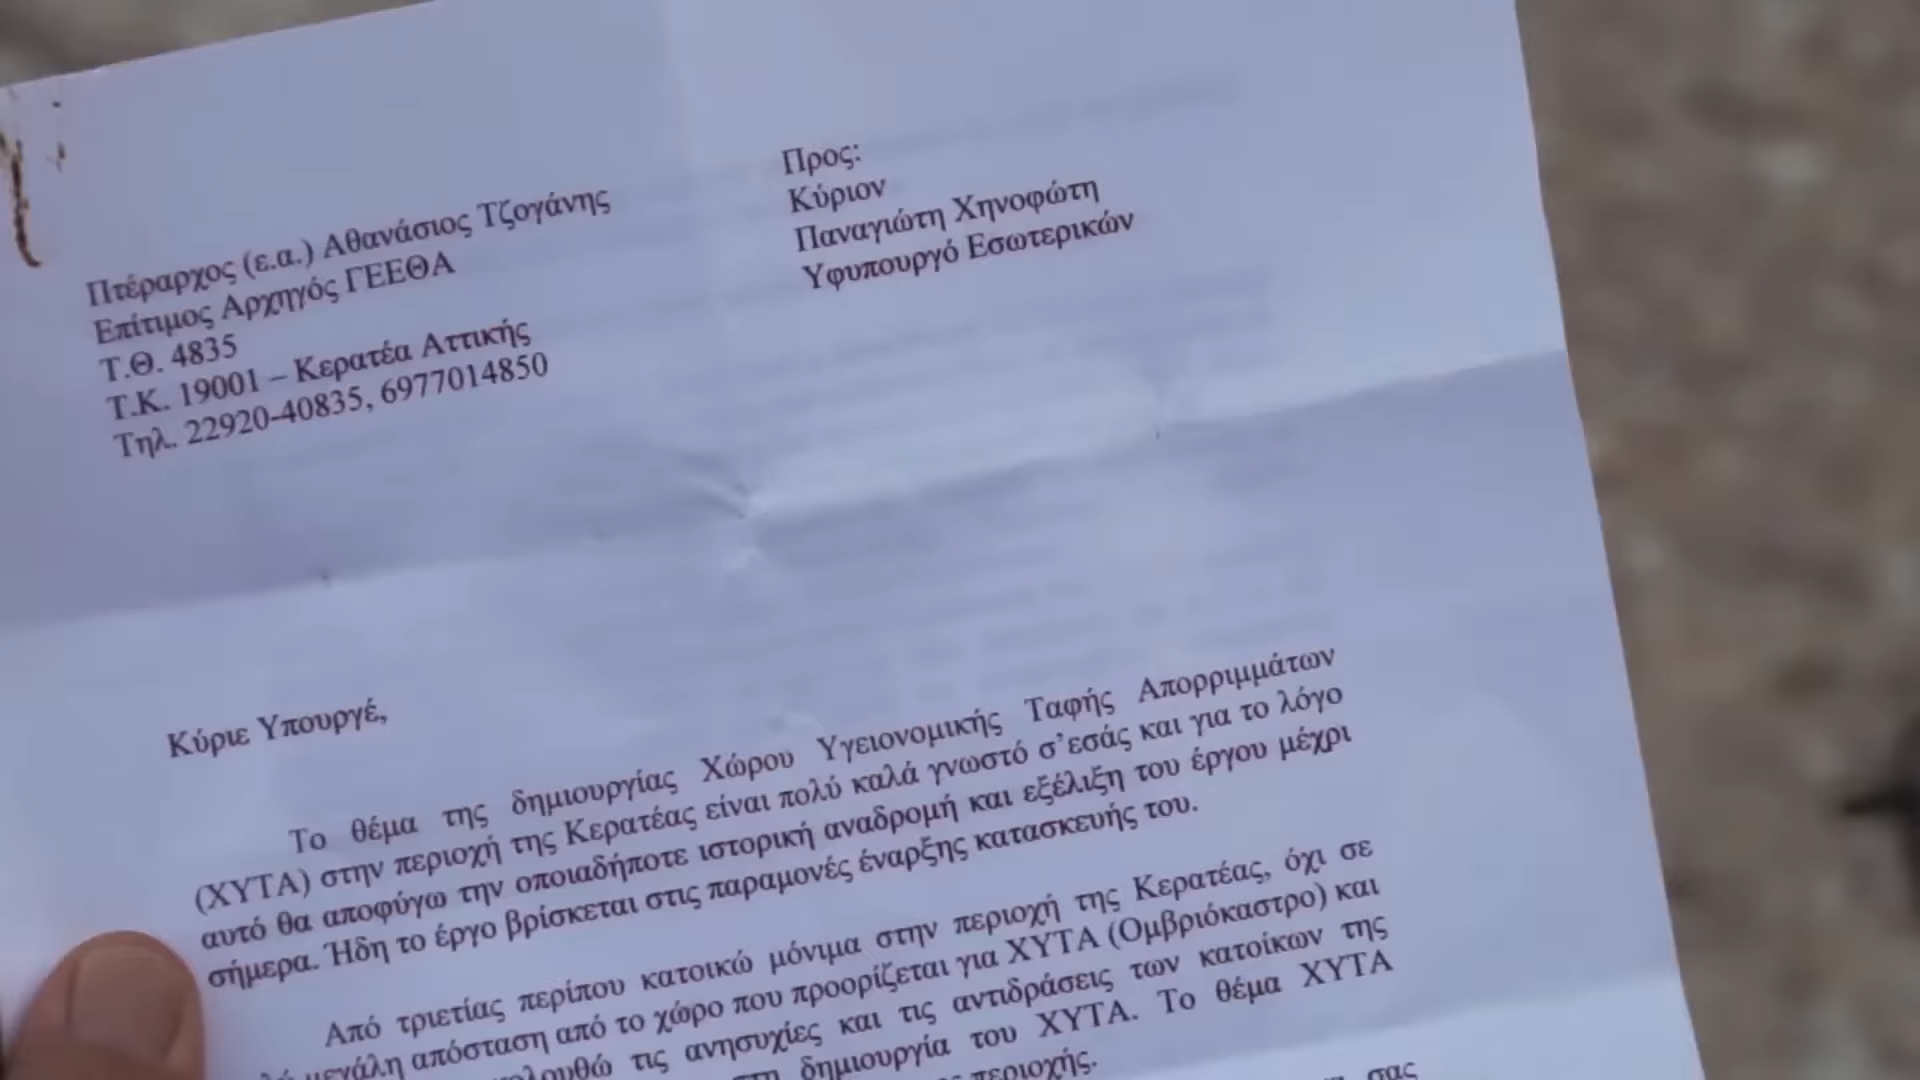 Πτέραρχος (ε.α.) Αθανάσιος Τζογάνης
Επίτιμος Αρχηγός ΓΕΕΘΑ
Τ.Θ. 4835
Τ.Κ. 19001 – Κερατέα Αττικής
Τηλ. 22920-40835, 6977014850
Προς:
Κύριον
Παναγιώτη Χηνοφώτη
Υφυπουργό Εσωτερικών
Κύριε Υπουργέ,
Το θέμα της δημιουργίας Χώρου Υγειονομικής Ταφής Απορριμμάτων
(ΧΥΤΑ) στην περιοχή της Κερατέας είναι πολύ καλά γνωστό σ’εσάς και για το λόγο
αυτό θα αποφύγω την οποιαδήποτε ιστορική αναδρομή και εξέλιξη του έργου μέχρι
σήμερα. Ήδη το έργο βρίσκεται στις παραμονές έναρξης κατασκευής του.
Από τριετίας περίπου κατοικώ μόνιμα στην περιοχή της Κερατέας, όχι σε
μεγάλη απόσταση από το χώρο που προορίζεται για ΧΥΤΑ (Ομβριόκαστρο) και
τις ανησυχίες και τις αντιδράσεις των κατοίκων της
δημιουργία του ΧΥΤΑ. Το θέμα ΧΥΤΑ
περιοχής.
σας